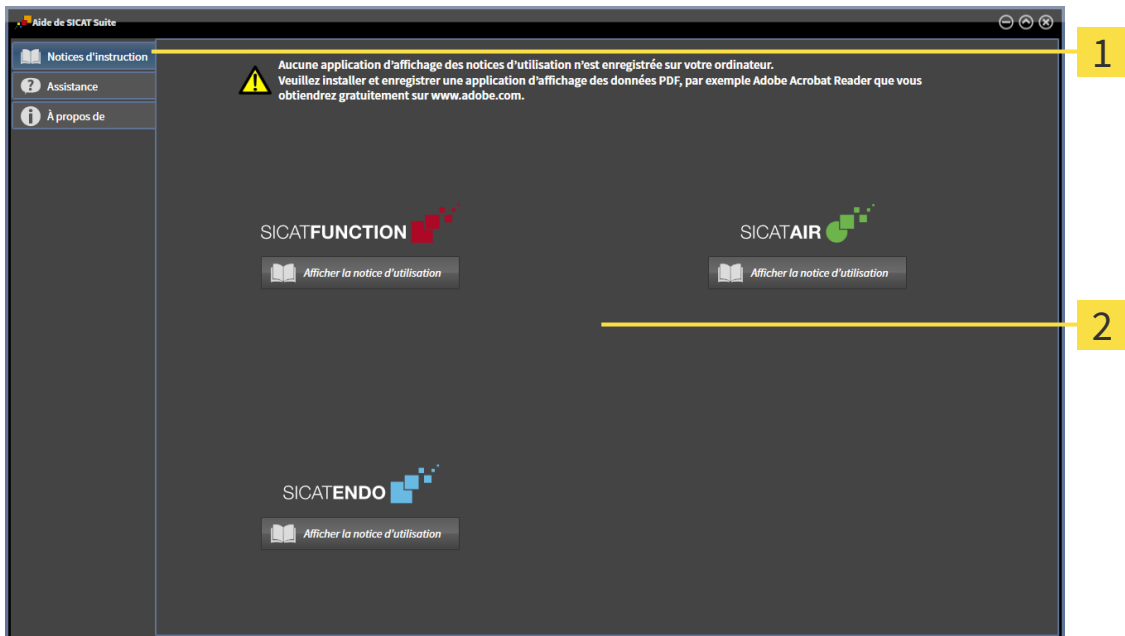 Aide de SICAT Suite
Notices d'instruction
Assistance
À propos de
Aucune application d'affichage des notices d'utilisation n'est enregistrée sur votre ordinateur.
Veuillez installer et enregistrer une application d'affichage des données PDF, par exemple Adobe Acrobat Reader que vous
obtiendrez gratuitement sur www.adobe.com.
1
SICATFUNCTION
SICATAIR
Afficher la notice d'utilisation
Afficher la notice d'utilisation
2
SICATENDO
Afficher la notice d'utilisation